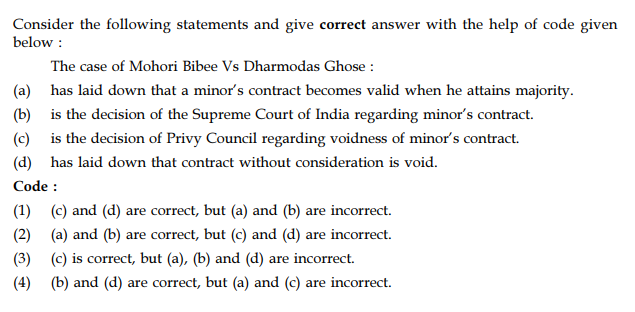 Consider the following statements and give correct answer with the help of code given
below :
The case of Mohori Bibee Vs Dharmodas Ghose :
(a) has laid down that a minor's contract becomes valid when he attains majority.
(b) is the decision of the Supreme Court of India regarding minor's contract.
(c) is the decision of Privy Council regarding voidness of minor's contract.
(d) has laid down that contract without consideration is void.
Code :
(1) (c) and (d) are correct, but (a) and (b) are incorrect.
(2) (a) and (b) are correct, but (c) and (d) are incorrect.
(3) (c) is correct, but (a), (b) and (d) are incorrect.
(4) (b) and (d) are correct, but (a) and (c) are incorrect.